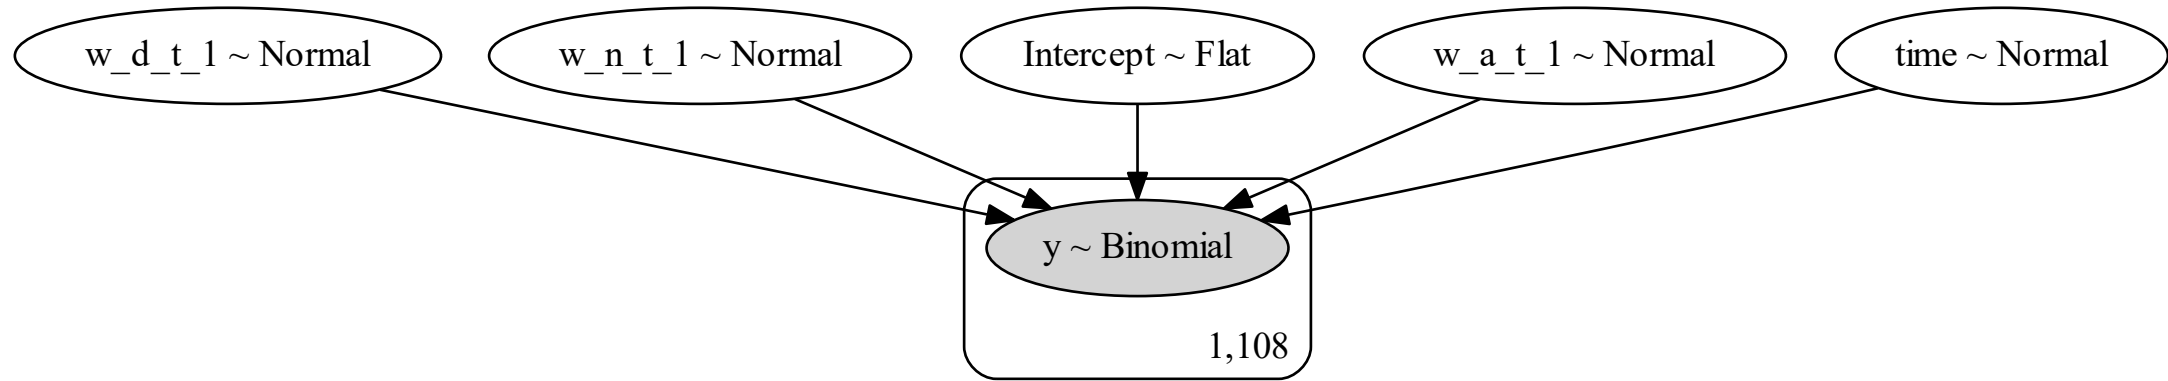 w_d_t_1 ~ Normal
w_n_t_1 ~ Normal
Intercept ~ Flat
w_a_t_1 ~ Normal
time ~ Normal
y ~ Binomial
1,108